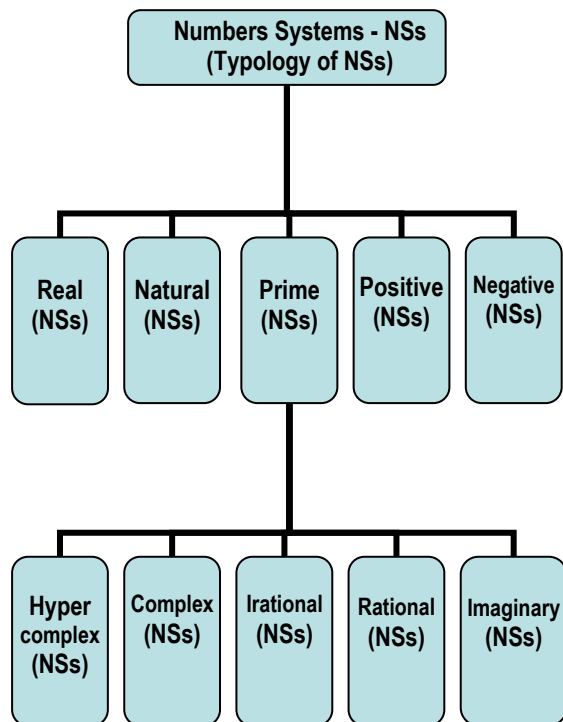 Numbers Systems - NSs
(Typology of NSs)
Real
(NSs)
Natural
(NSs)
Prime
(NSs)
Positive
(NSs)
Negative
(NSs)
Hyper
complex
(NSs)
Complex
(NSs)
Irational
(NSs)
Rational
(NSs)
Imaginary
(NSs)